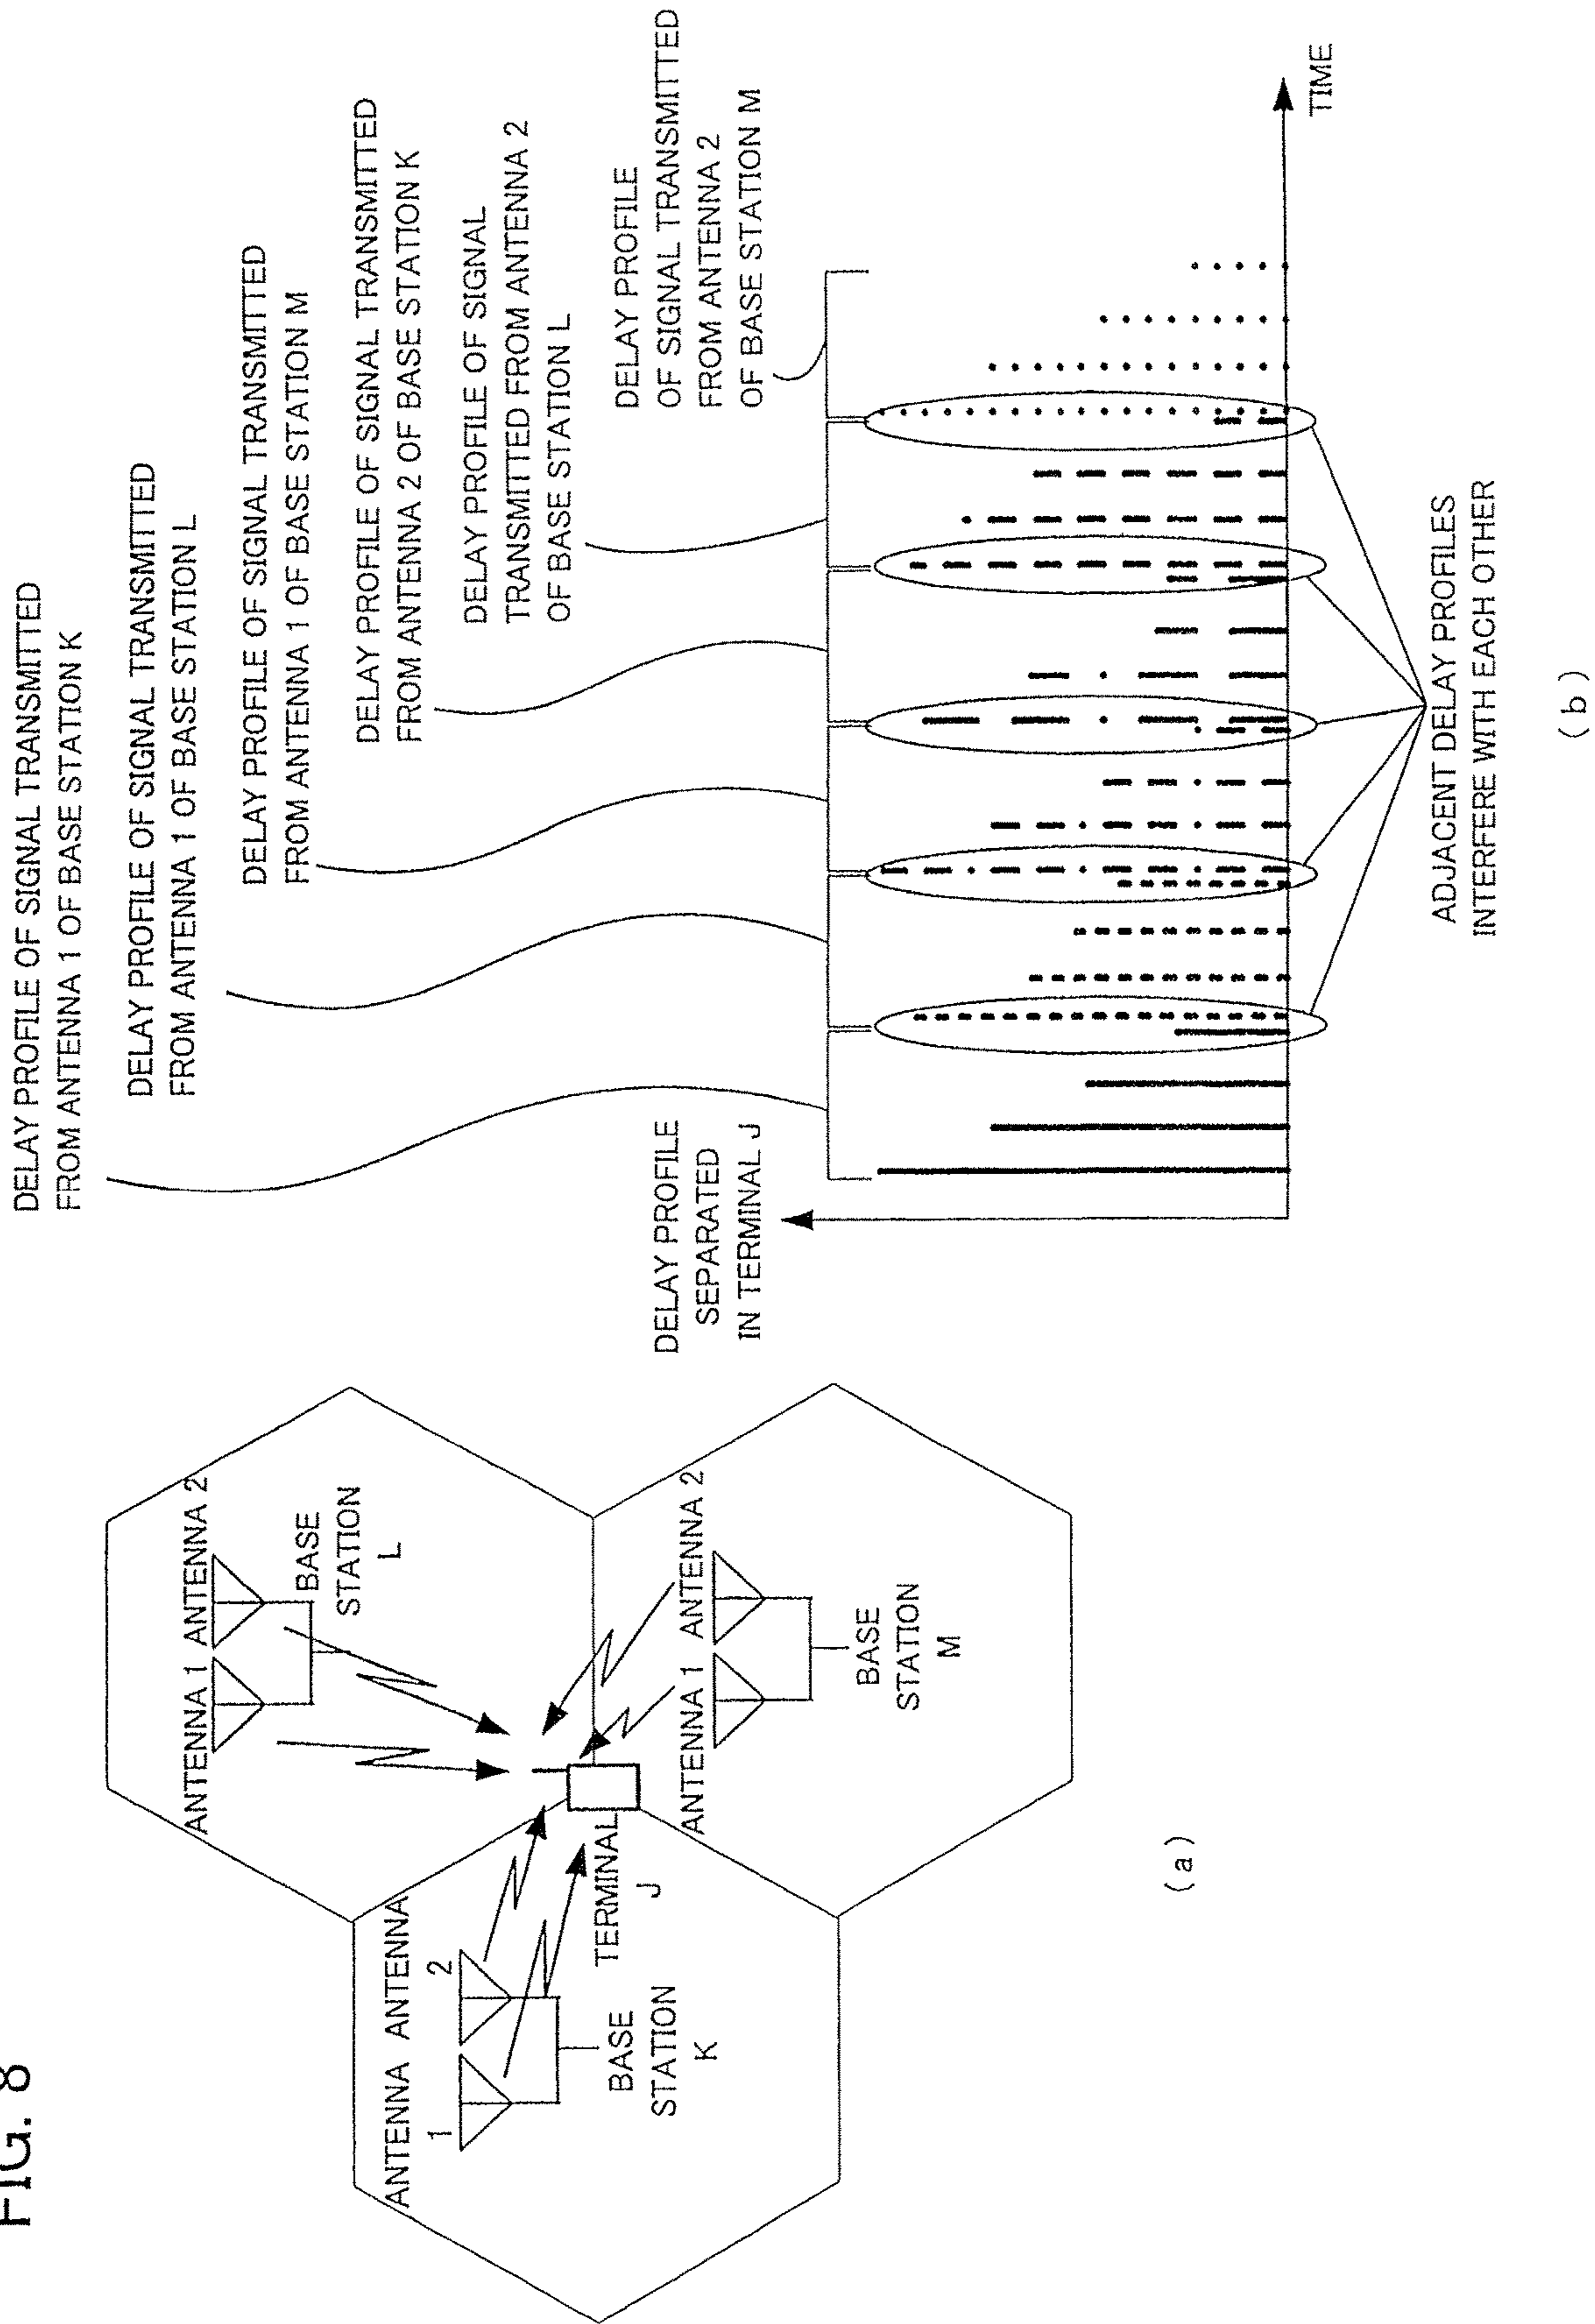 FIG. 8
ANTENNA 1 ANTENNA 2
BASE
STATION
L
ANTENNA ANTENNA
1
2
BASE
STATION
K
TERMINAL
J
ANTENNA 1 ANTENNA 2
BASE
STATION
M
(a)
DELAY PROFILE OF SIGNAL TRANSMITTED
FROM ANTENNA 1 OF BASE STATION K
DELAY PROFILE OF SIGNAL TRANSMITTED
FROM ANTENNA 1 OF BASE STATION L
DELAY PROFILE OF SIGNAL TRANSMITTED
FROM ANTENNA 1 OF BASE STATION M
DELAY PROFILE OF SIGNAL TRANSMITTED
FROM ANTENNA 2 OF BASE STATION K
DELAY PROFILE OF SIGNAL
TRANSMITTED FROM ANTENNA 2
OF BASE STATION L
DELAY PROFILE
OF SIGNAL TRANSMITTED
FROM ANTENNA 2
OF BASE STATION M
DELAY PROFILE
SEPARATED
IN TERMINAL J
TIME
ADJACENT DELAY PROFILES
INTERFERE WITH EACH OTHER
(b)